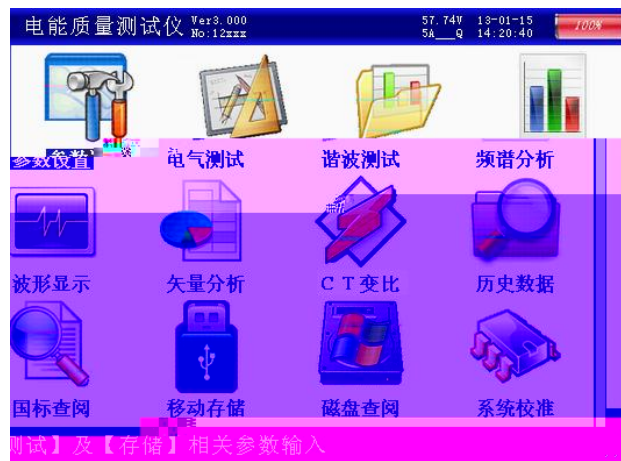 电能质量测试仪 Ver3.000 57.74V 13-01-15 100%
No:12xxx 5A___Q 14:20:40
参数设置 电气测试 谐波测试 频谱分析
波形显示 矢量分析 CT变比 历史数据
国标查阅 移动存储 磁盘查阅 系统校准
测试】及【存储】相关参数输入